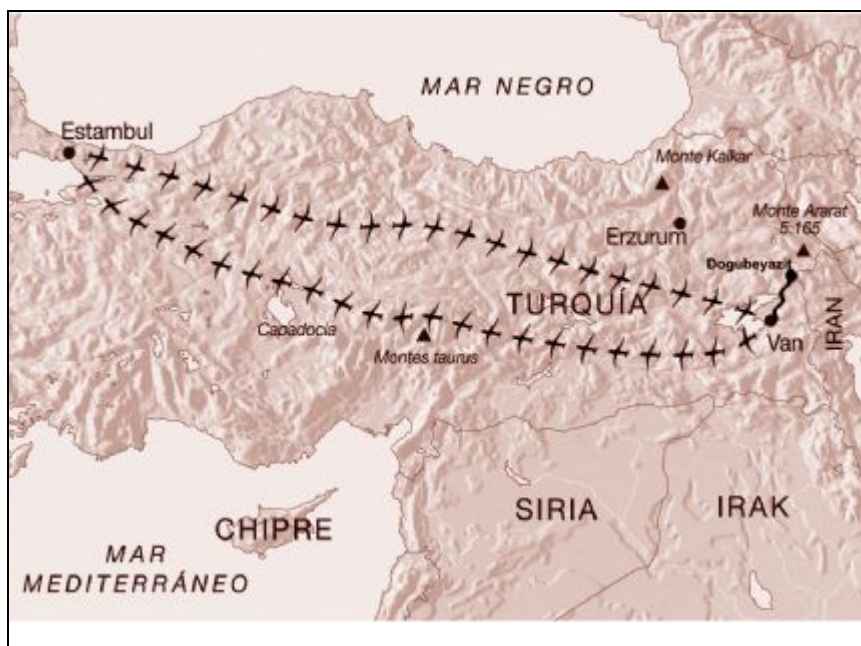 MAR NEGRO
Estambul
Monte Kalkar
Monte Ararat
5.165
Erzurum
Dogubeyazit
TURQUÍA
Capadocia
Montes taurus
Van
IRAN
CHIPRE
SIRIA
IRAK
MAR
MEDITERRÁNEO